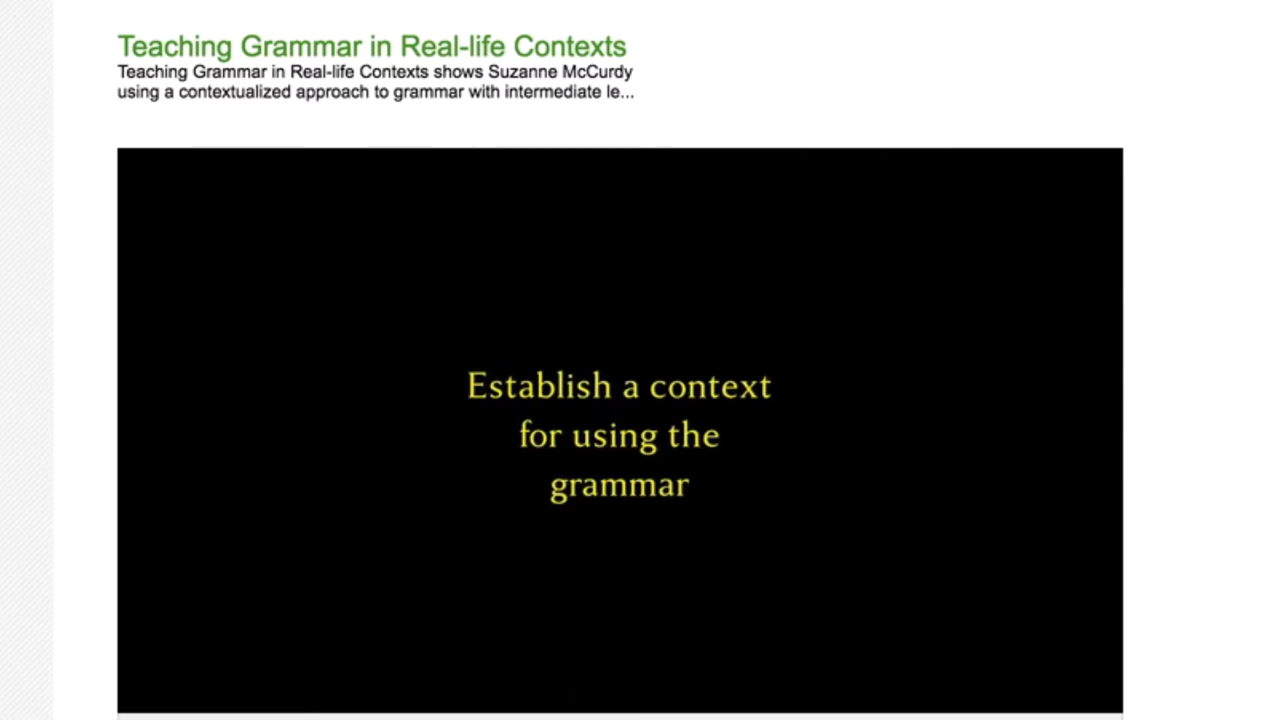 Teaching Grammar in Real-life Contexts
Teaching Grammar in Real-life Contexts shows Suzanne McCurdy
using a contextualized approach to grammar with intermediate le...
Establish a context
for using the
grammar